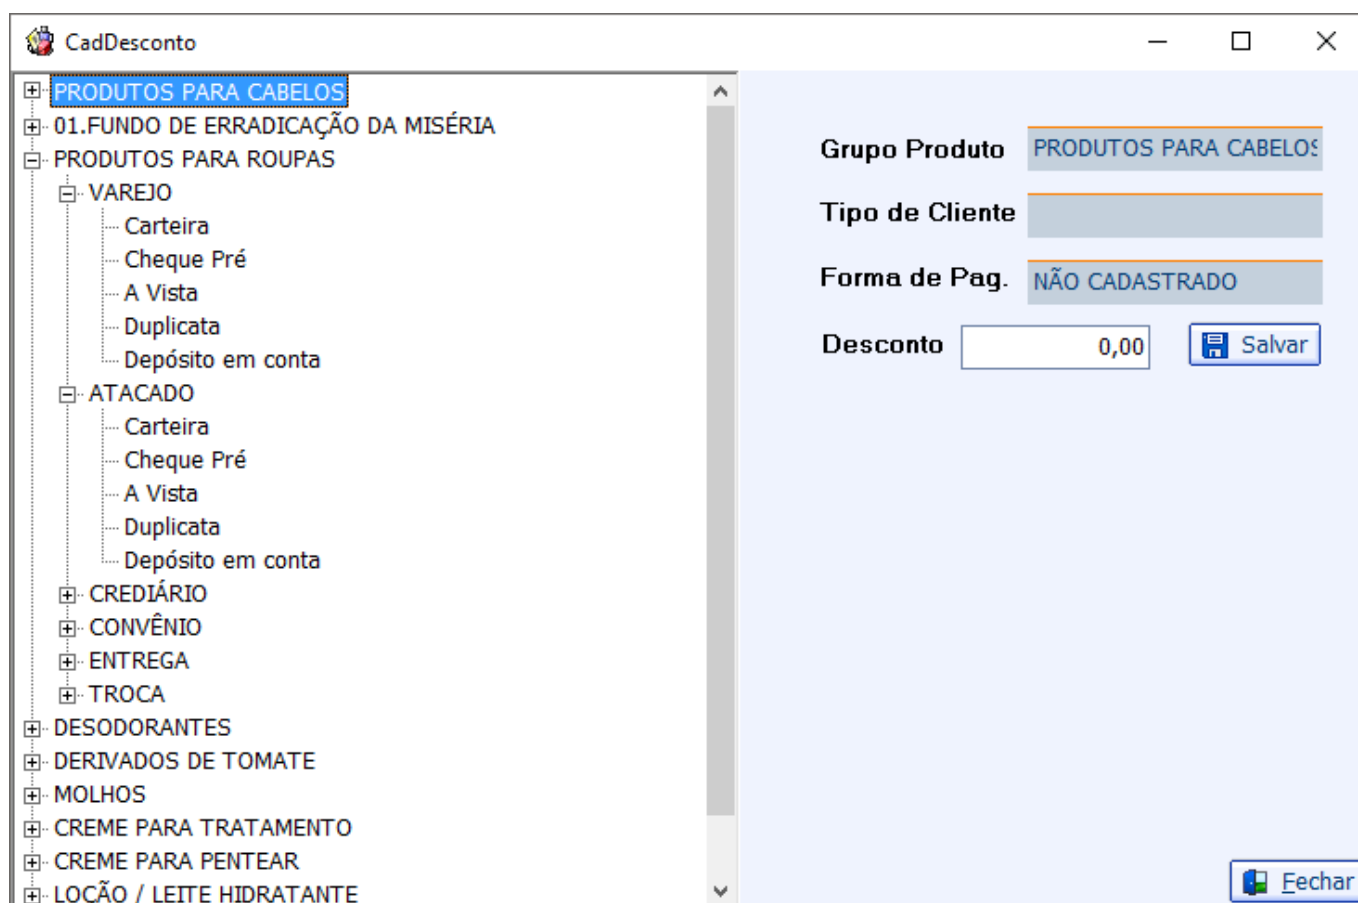 CadDesconto
PRODUTOS PARA CABELOS
01.FUNDO DE ERRADICAÇÃO DA MISÉRIA
PRODUTOS PARA ROUPAS
VAREJO
Carteira
Cheque Pré
A Vista
Duplicata
Depósito em conta
ATACADO
Carteira
Cheque Pré
A Vista
Duplicata
Depósito em conta
CREDIÁRIO
CONVÊNIO
ENTREGA
TROCA
DESODORANTES
DERIVADOS DE TOMATE
MOLHOS
CREME PARA TRATAMENTO
CREME PARA PENTEAR
LOÇÃO / LEITE HIDRATANTE
Grupo Produto PRODUTOS PARA CABELOS
Tipo de Cliente
Forma de Pag. NÃO CADASTRADO
Desconto 0,00 Salvar
Fechar